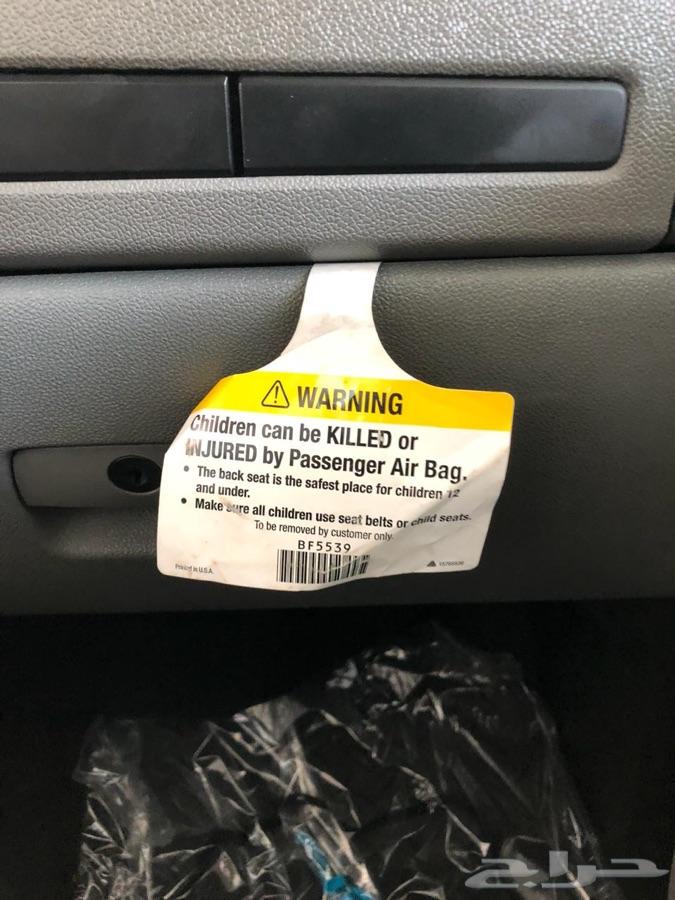 ⚠ WARNING
Children can be KILLED or
INJURED by Passenger Air Bag.
• The back seat is the safest place for children 12
and under.
• Make sure all children use seat belts or child seats.
To be removed by customer only.
BF5539
Printed in U.S.A.
حراج